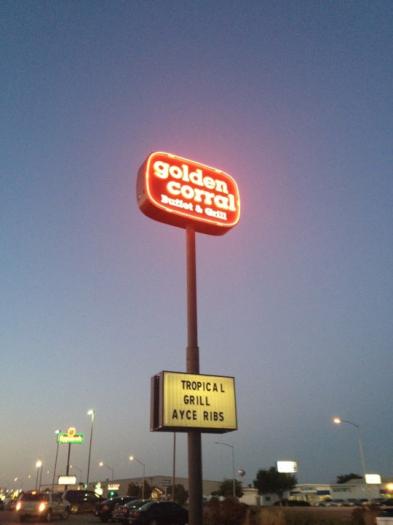 golden
corral
Buffet & Grill
TROPICAL
GRILL
AYCE RIBS